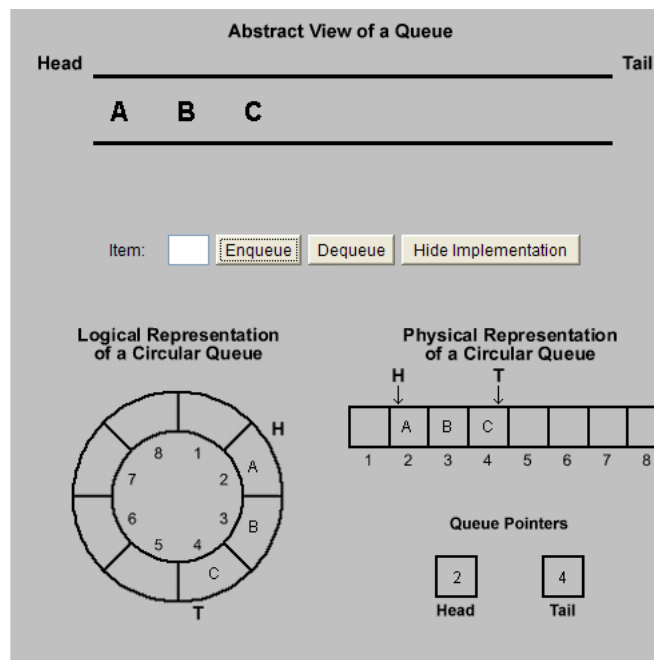 Abstract View of a Queue
Head Tail
A B C
Item: Enqueue Dequeue Hide Implementation
Logical Representation
of a Circular Queue
H
8 1
A
7 2
6 3
B
5 4
C
T
Physical Representation
of a Circular Queue
H T
A B C
1 2 3 4 5 6 7 8
Queue Pointers
2 4
Head Tail